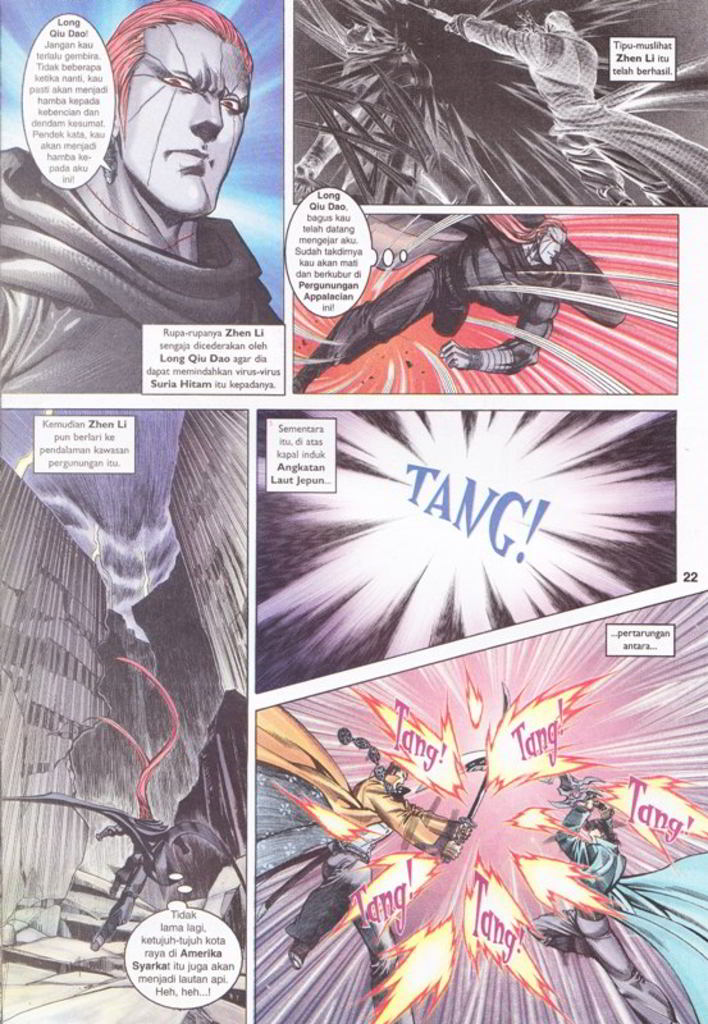 Long
Qiu Dao!
Jangan kau
terlalu gembira.
Tidak beberapa
ketika nanti, kau
pasti akan menjadi
hamba kepada
kebencian dan
dendam kesumat.
Pendek kata, kau
akan menjadi
hamba ke-
pada aku
ini!
Rupa-rupanya Zhen Li
sengaja dicederakan oleh
Long Qiu Dao agar dia
dapat memindahkan virus-virus
Suria Hitam itu kepadanya.
Tipu-muslihat
Zhen Li itu
telah berhasil.
Long
Qiu Dao,
bagus kau
telah datang
mengejar aku.
Sudah takdirnya
kau akan mati
dan berkubur di
Pergunungan
Appalacian
ini!
Kemudian Zhen Li
pun berlari ke
pendalaman kawasan
pergunungan itu.
Tidak
lama lagi,
ketujuh-tujuh kota
raya di Amerika
Syarkat itu juga akan
menjadi lautan api.
Heh, heh...!
Sementara
itu, di atas
kapal induk
Angkatan
Laut Jepun...
TANG!
22
...pertarungan
antara...
Tang!
Tang!
Tang!
Tang!
Tang!